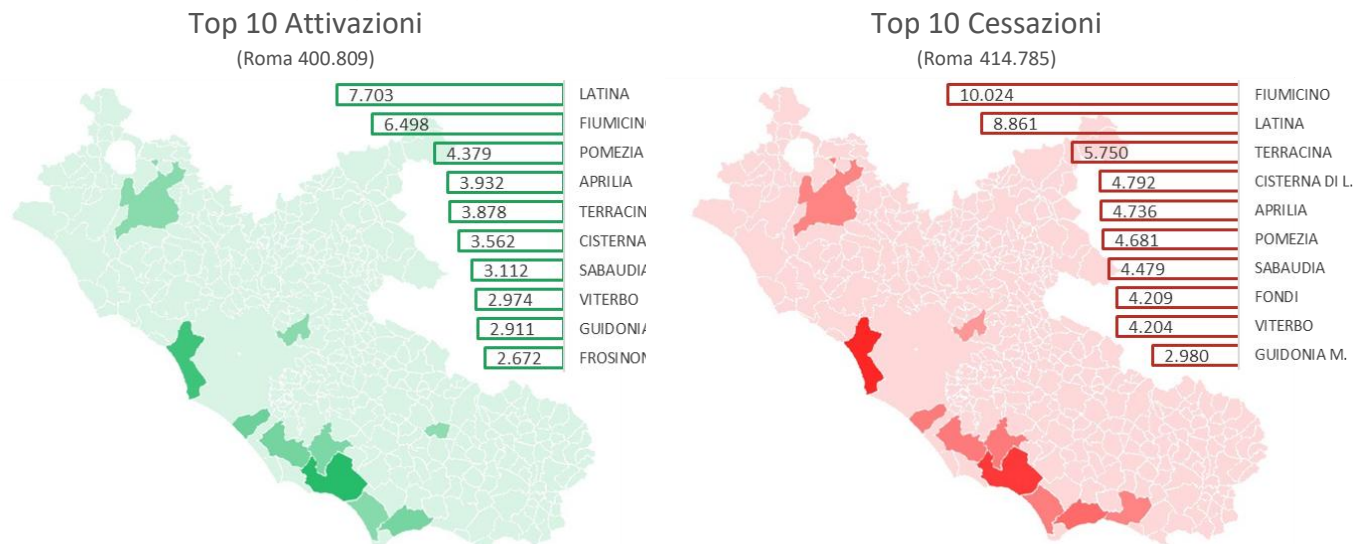 Top 10 Attivazioni
(Roma 400.809)
7.703 LATINA
6.498 FIUMICINO
4.379 POMEZIA
3.932 APRILIA
3.878 TERRACIN
3.562 CISTERNA
3.112 SABAUDIA
2.974 VITERBO
2.911 GUIDONIA
2.672 FROSINON
Top 10 Cessazioni
(Roma 414.785)
10.024 FIUMICINO
8.861 LATINA
5.750 TERRACINA
4.792 CISTERNA DI L.
4.736 APRILIA
4.681 POMEZIA
4.479 SABAUDIA
4.209 FONDI
4.204 VITERBO
2.980 GUIDONIA M.